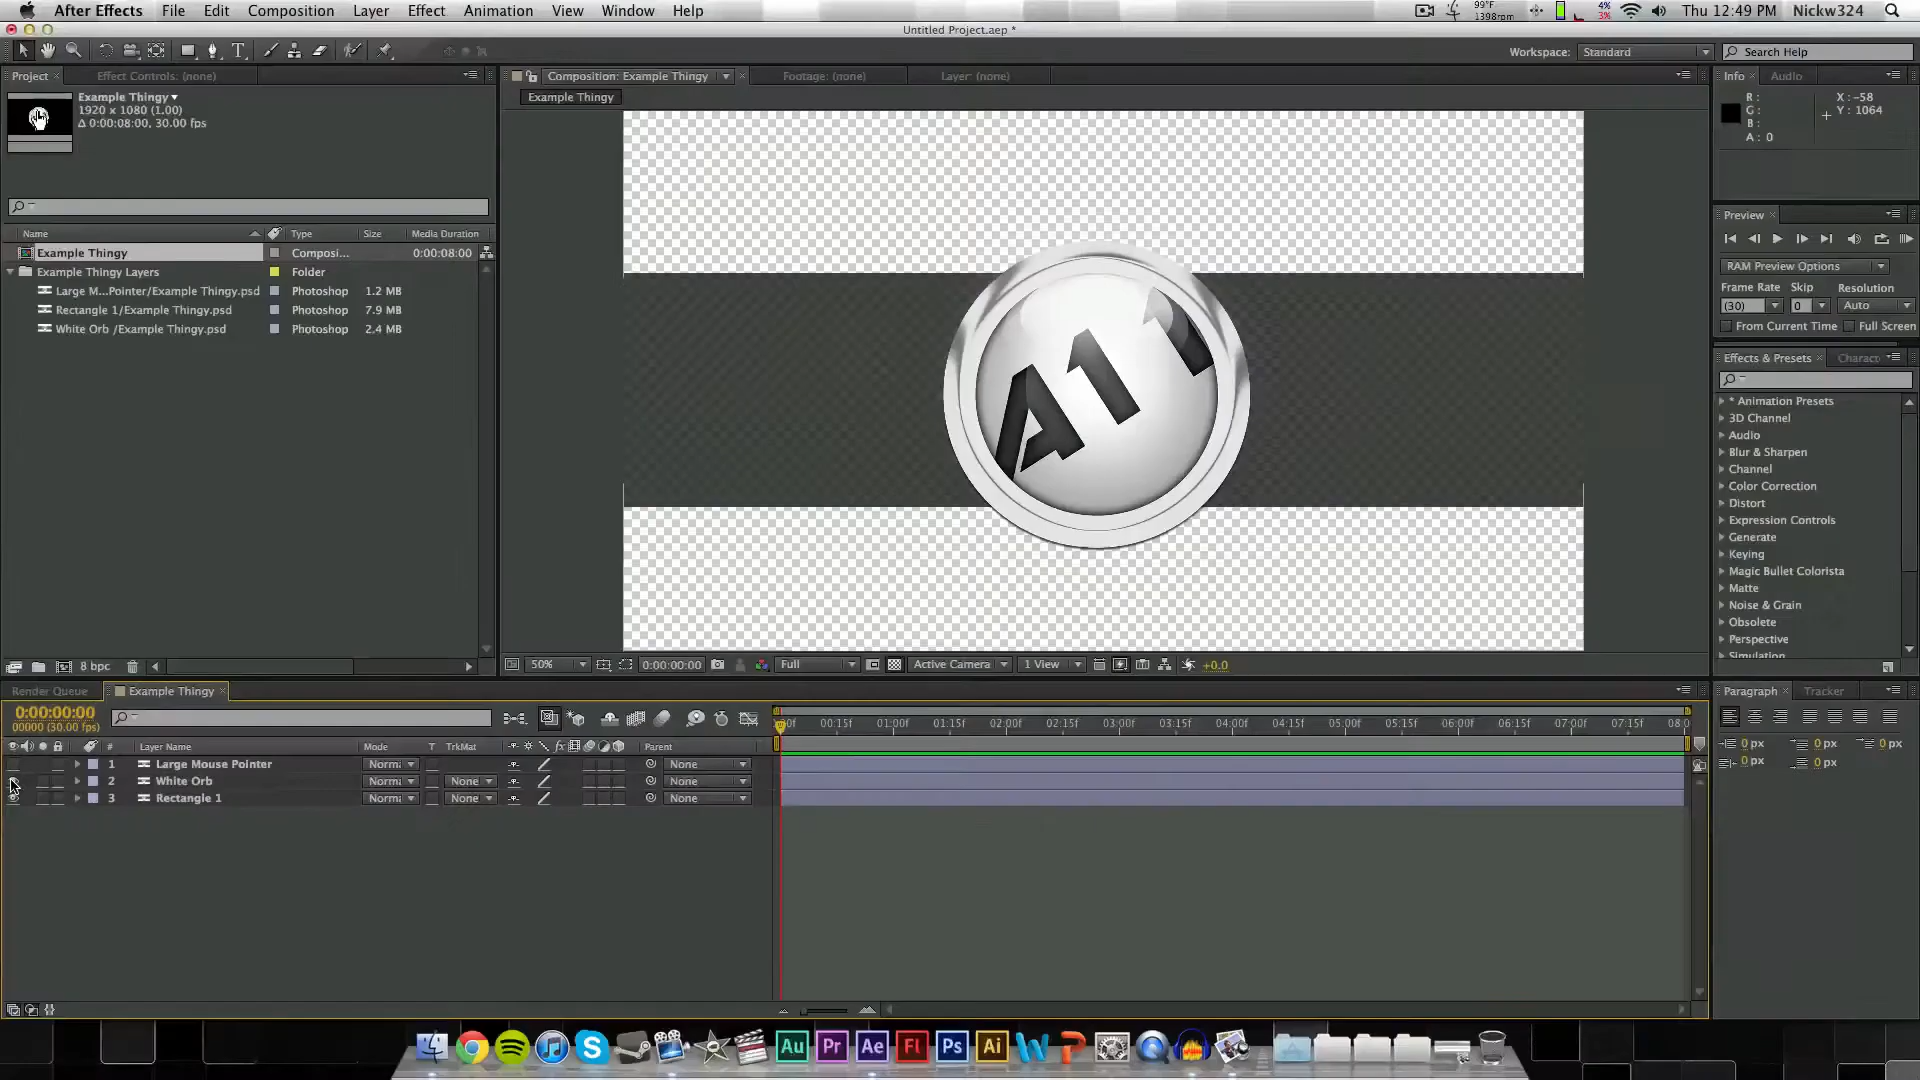 After Effects File Edit Composition Layer Effect Animation View Window Help 99°F 1398rpm 4% 3% Thu 12:49 PM Nickw324
Untitled Project.aep *
T Workspace: Standard Search Help
Project Effect Controls: (none) Composition: Example Thingy Footage: (none) Layer: (none) Info Audio
Example Thingy
1920 x 1080 (1.00)
Δ 0:00:08:00, 30.00 fps
Example Thingy
R :
G :
B :
A : 0
X : -58
Y : 1064
Name Type Size Media Duration
Example Thingy Composi... 0:00:08:00
Example Thingy Layers Folder
Large M...Pointer/Example Thingy.psd Photoshop 1.2 MB
Rectangle 1/Example Thingy.psd Photoshop 7.9 MB
White Orb /Example Thingy.psd Photoshop 2.4 MB
A1
Preview
RAM Preview Options
Frame Rate Skip Resolution
(30) 0 Auto
From Current Time Full Screen
Effects & Presets Charact
* Animation Presets
3D Channel
Audio
Blur & Sharpen
Channel
Color Correction
Distort
Expression Controls
Generate
Keying
Magic Bullet Colorista
Matte
Noise & Grain
Obsolete
Perspective
Simulation
8 bpc 50% 0:00:00:00 Full Active Camera 1 View +0.0
Render Queue Example Thingy Paragraph Tracker
0:00:00:00
00000 (30.00 fps)
00:15f 01:00f 01:15f 02:00f 02:15f 03:00f 03:15f 04:00f 04:15f 05:00f 05:15f 06:00f 06:15f 07:00f 07:15f
0 px 0 px 0 px
0 px 0 px
# Layer Name Mode T TrkMat fx Parent
1 Large Mouse Pointer Norma None
2 White Orb Norma None None
3 Rectangle 1 Norma None None
Au Pr Ae Fl Ps Ai W P